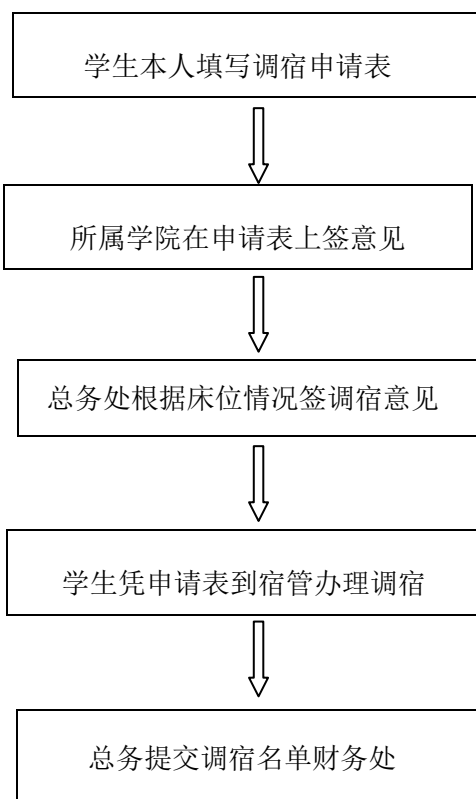 学生本人填写调宿申请表
所属学院在申请表上签意见
总务处根据床位情况签调宿意见
学生凭申请表到宿管办理调宿
总务提交调宿名单财务处